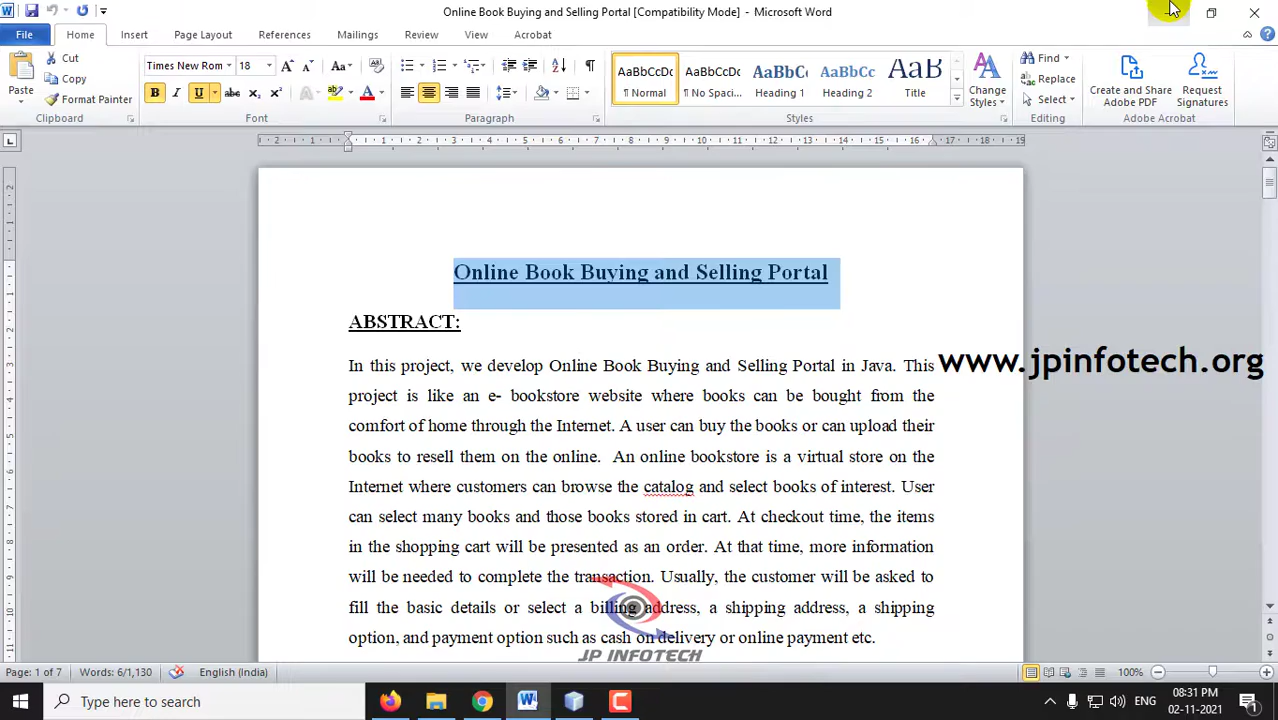 Online Book Buying and Selling Portal [Compatibility Mode] - Microsoft Word
File Home Insert Page Layout References Mailings Review View Acrobat
Paste
Cut
Copy
Format Painter
Clipboard
Times New Rom 18
Font
Paragraph
AaBbCcDc
¶ Normal
AaBbCcDc
¶ No Spaci...
AaBbCc
Heading 1
AaBbCc
Heading 2
AaB
Title
Change Styles
Styles
Find
Replace
Select
Editing
Create and Share Adobe PDF
Request Signatures
Adobe Acrobat
Online Book Buying and Selling Portal
ABSTRACT:
In this project, we develop Online Book Buying and Selling Portal in Java. This
project is like an e- bookstore website where books can be bought from the
comfort of home through the Internet. A user can buy the books or can upload their
books to resell them on the online. An online bookstore is a virtual store on the
Internet where customers can browse the catalog and select books of interest. User
can select many books and those books stored in cart. At checkout time, the items
in the shopping cart will be presented as an order. At that time, more information
will be needed to complete the transaction. Usually, the customer will be asked to
fill the basic details or select a billing address, a shipping address, a shipping
option, and payment option such as cash on delivery or online payment etc.
www.jpinfotech.org
JP INFOTECH
Page: 1 of 7 Words: 6/1,130 English (India) 100%
Type here to search
ENG
08:31 PM
02-11-2021